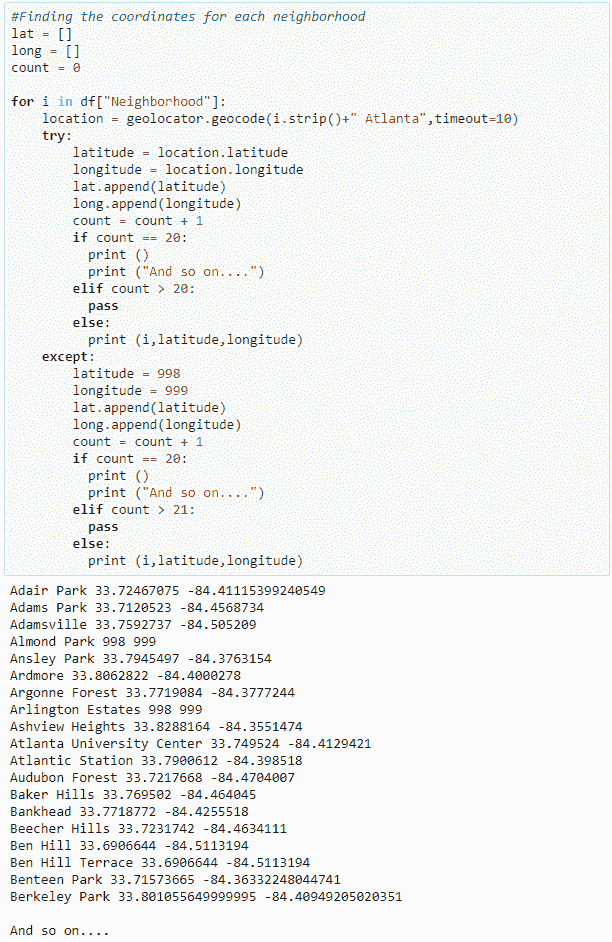 #Finding the coordinates for each neighborhood
lat = []
long = []
count = 0

for i in df["Neighborhood"]:
    location = geolocator.geocode(i.strip()+" Atlanta",timeout=10)
    try:
        latitude = location.latitude
        longitude = location.longitude
        lat.append(latitude)
        long.append(longitude)
        count = count + 1
        if count == 20:
          print ()
          print ("And so on....")
        elif count > 20:
          pass
        else:
          print (i,latitude,longitude)
    except:
        latitude = 998
        longitude = 999
        lat.append(latitude)
        long.append(longitude)
        count = count + 1
        if count == 20:
          print ()
          print ("And so on....")
        elif count > 21:
          pass
        else:
          print (i,latitude,longitude)
Adair Park 33.72467075 -84.41115399240549
Adams Park 33.7120523 -84.4568734
Adamsville 33.7592737 -84.505209
Almond Park 998 999
Ansley Park 33.7945497 -84.3763154
Ardmore 33.8062822 -84.4000278
Argonne Forest 33.7719084 -84.3777244
Arlington Estates 998 999
Ashview Heights 33.8288164 -84.3551474
Atlanta University Center 33.749524 -84.4129421
Atlantic Station 33.7900612 -84.398518
Audubon Forest 33.7217668 -84.4704007
Baker Hills 33.769502 -84.464045
Bankhead 33.7718772 -84.4255518
Beecher Hills 33.7231742 -84.4634111
Ben Hill 33.6906644 -84.5113194
Ben Hill Terrace 33.6906644 -84.5113194
Benteen Park 33.71573665 -84.36332248044741
Berkeley Park 33.801055649999995 -84.40949205020351

And so on....